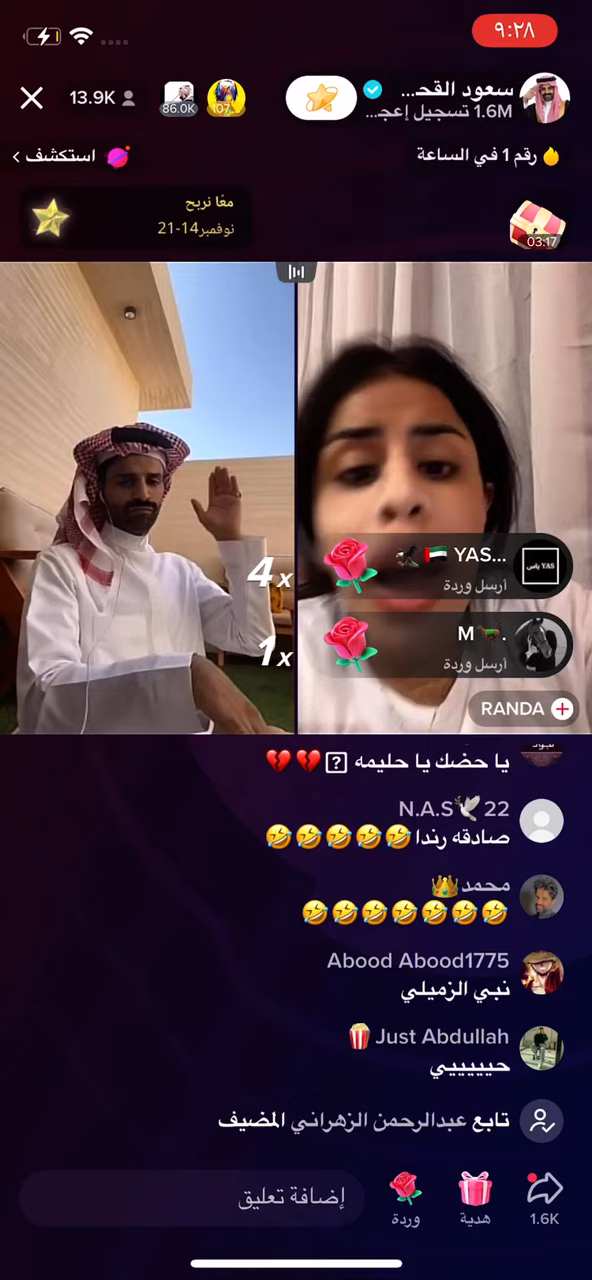 ٩:٢٨
سعود القح...
1.6M تسجيل إعج...
13.9K
86.0K
107...
رقم 1 في الساعة
استكشف
معًا نربح
نوفمبر14-21
03:17
4x
1x
YAS...
أرسل وردة
YAS ياس
M .
أرسل وردة
RANDA
يا حضك يا حليمه ? 💔💔
N.A.S🕊️22
صادقه رندا🤣🤣🤣🤣🤣
محمد👑
🤣🤣🤣🤣🤣🤣🤣
Abood Abood1775
نبي الزميلي
Just Abdullah🍿
حيييييي
تابع عبدالرحمن الزهراني المضيف
إضافة تعليق
وردة
هدية
1.6K